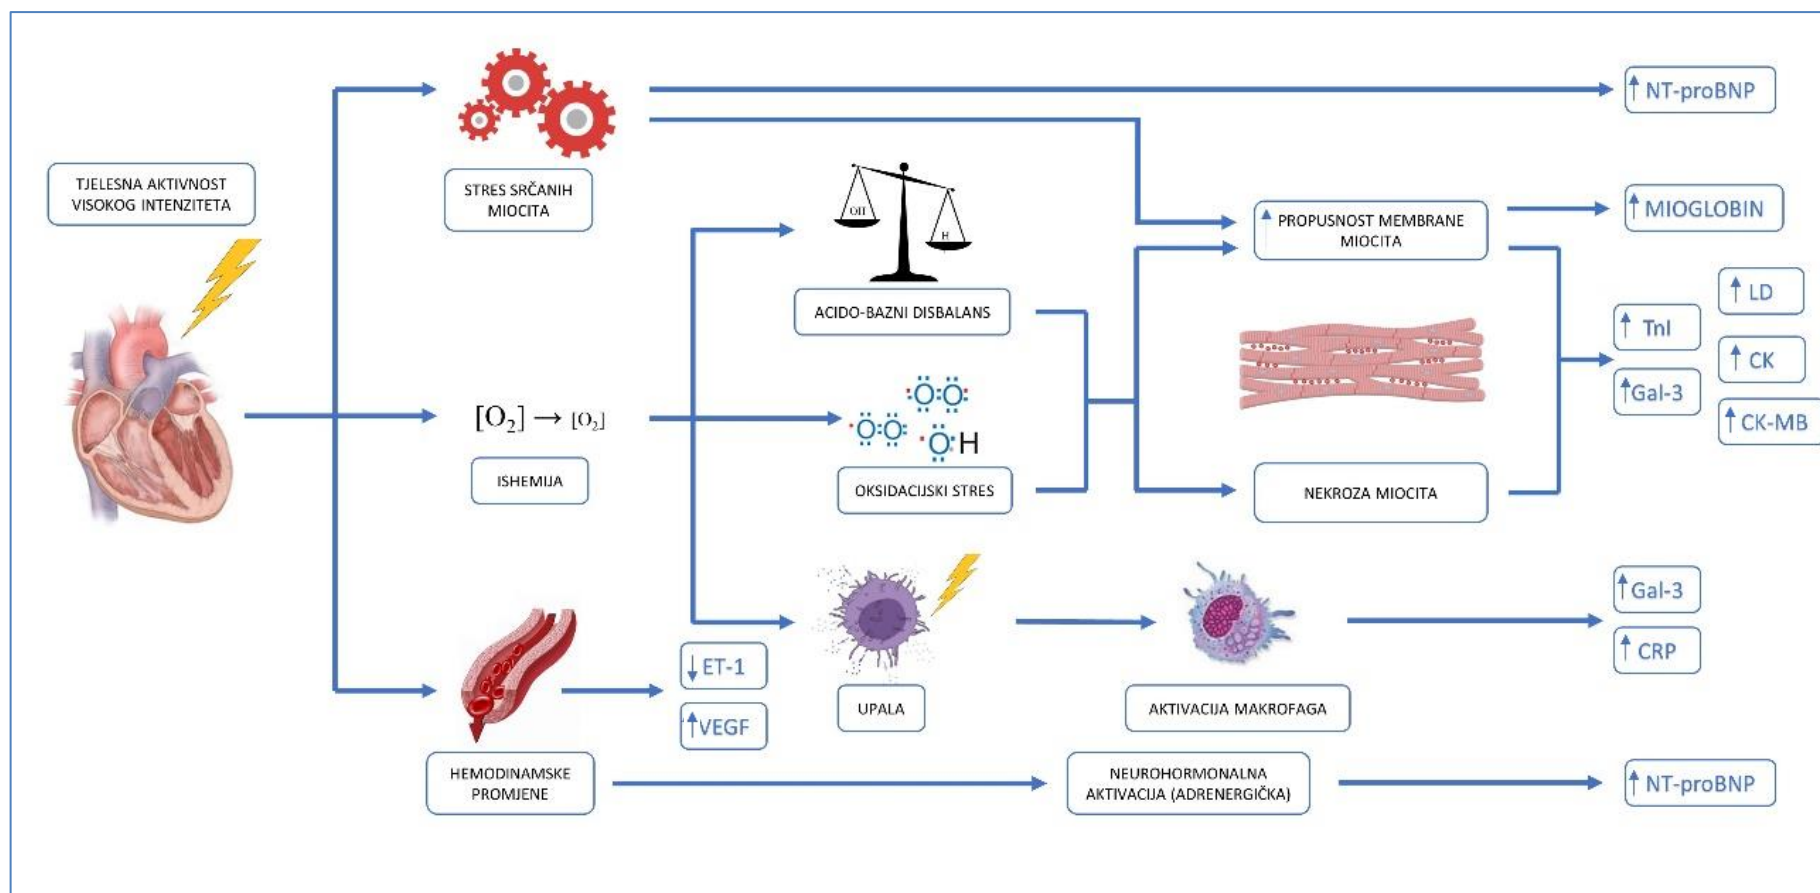 ↑ NT-proBNP
TJELESNA AKTIVNOST
VISOKOG INTENZITETA
STRES SRČANIH
MIOCITA
OH
H
↑ PROPUSNOST MEMBRANE
MIOCITA
↑ MIOGLOBIN
ACIDO-BAZNI DISBALANS
↑ LD
↑ TnI
↑ CK
↑ Gal-3
↑ CK-MB
[O₂] → [O₂]
ISHEMIJA
·O:O·
·O:O
·O:H
OKSIDACIJSKI STRES
NEKROZA MIOCITA
↓ ET-1
↑ VEGF
UPALA
AKTIVACIJA MAKROFAGA
↑ Gal-3
↑ CRP
HEMODINAMSKE
PROMJENE
NEUROHORMONALNA
AKTIVACIJA (ADRENERGIČKA)
↑ NT-proBNP